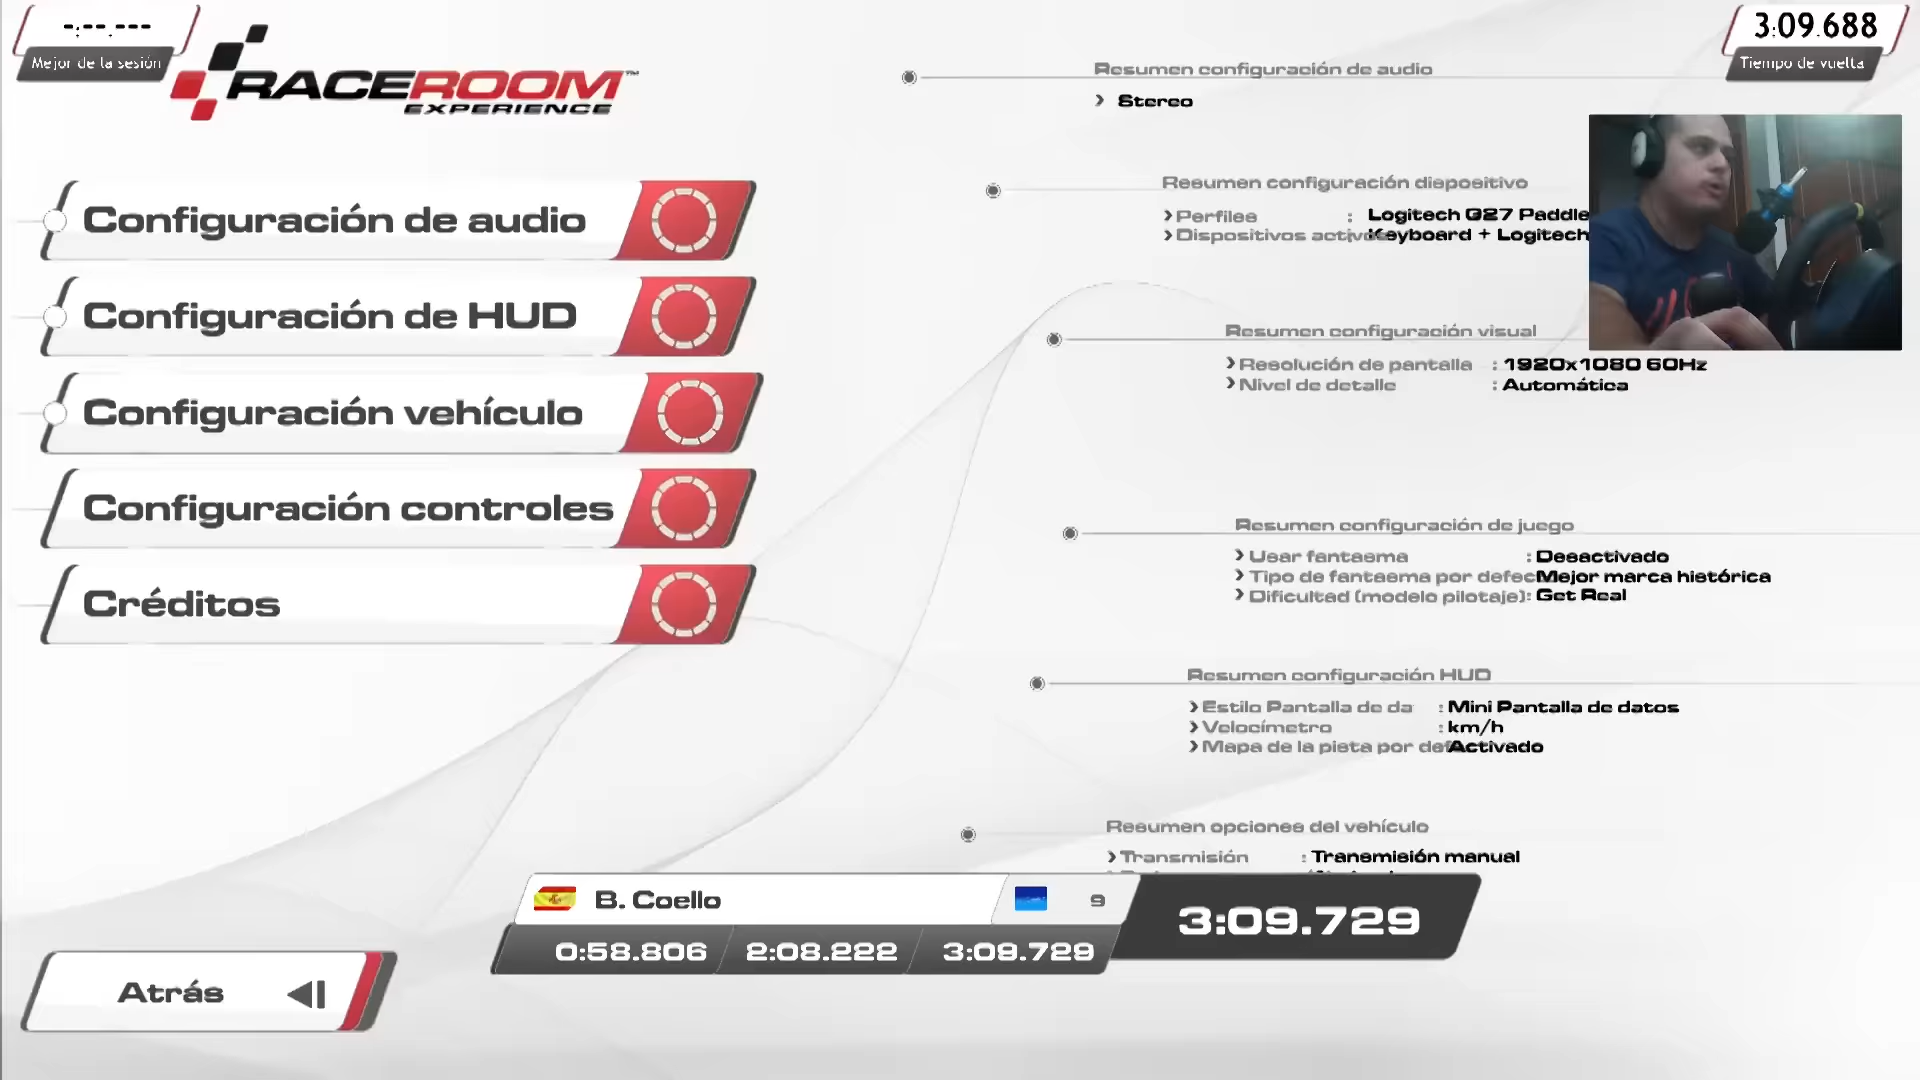 -:--.---
Mejor de la sesión
RACEROOM™
EXPERIENCE
3:09.688
Tiempo de vuelta
Configuración de audio
Configuración de HUD
Configuración vehículo
Configuración controles
Créditos
Atrás
Resumen configuración de audio
Stereo
Resumen configuración dispositivo
Perfiles : Logitech G27 Paddle
Dispositivos activos Keyboard + Logitech
Resumen configuración visual
Resolución de pantalla : 1920x1080 60Hz
Nivel de detalle : Automática
Resumen configuración de juego
Usar fantasma : Desactivado
Tipo de fantasma por defec Mejor marca histórica
Dificultad (modelo pilotaje): Get Real
Resumen configuración HUD
Estilo Pantalla de da : Mini Pantalla de datos
Velocímetro : km/h
Mapa de la pista por def Activado
Resumen opciones del vehículo
Transmisión : Transmisión manual
B. Coello 9
3:09.729
0:58.806 2:08.222 3:09.729